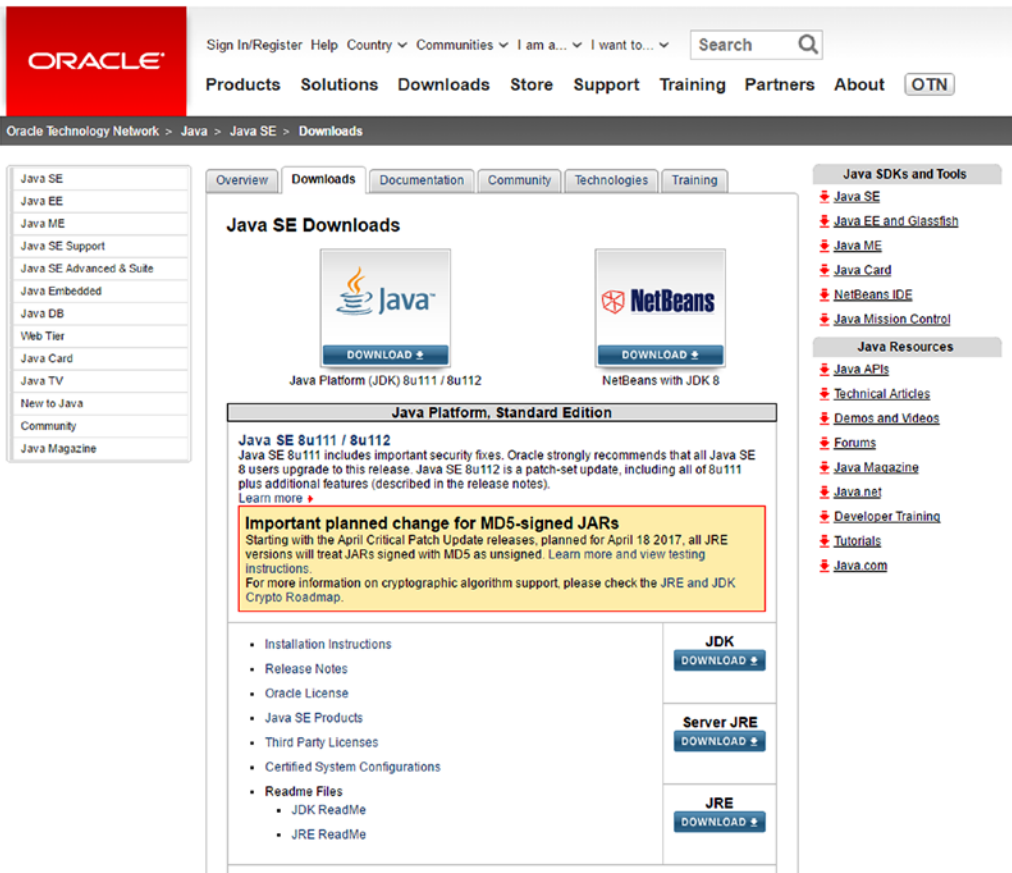 ORACLE
Sign In/Register Help Country Communities I am a... I want to... Search
Products Solutions Downloads Store Support Training Partners About OTN
Oracle Technology Network > Java > Java SE > Downloads
Java SE
Java EE
Java ME
Java SE Support
Java SE Advanced & Suite
Java Embedded
Java DB
Web Tier
Java Card
Java TV
New to Java
Community
Java Magazine
Overview Downloads Documentation Community Technologies Training
Java SE Downloads
Java
DOWNLOAD
Java Platform (JDK) 8u111 / 8u112
NetBeans
DOWNLOAD
NetBeans with JDK 8
Java Platform, Standard Edition
Java SE 8u111 / 8u112
Java SE 8u111 includes important security fixes. Oracle strongly recommends that all Java SE
8 users upgrade to this release. Java SE 8u112 is a patch-set update, including all of 8u111
plus additional features (described in the release notes).
Learn more
Important planned change for MD5-signed JARs
Starting with the April Critical Patch Update releases, planned for April 18 2017, all JRE
versions will treat JARs signed with MD5 as unsigned. Learn more and view testing
instructions.
For more information on cryptographic algorithm support, please check the JRE and JDK
Crypto Roadmap.
Installation Instructions
Release Notes
Oracle License
Java SE Products
Third Party Licenses
Certified System Configurations
Readme Files
JDK ReadMe
JRE ReadMe
JDK
DOWNLOAD
Server JRE
DOWNLOAD
JRE
DOWNLOAD
Java SDKs and Tools
Java SE
Java EE and Glassfish
Java ME
Java Card
NetBeans IDE
Java Mission Control
Java Resources
Java APIs
Technical Articles
Demos and Videos
Forums
Java Magazine
Java.net
Developer Training
Tutorials
Java.com